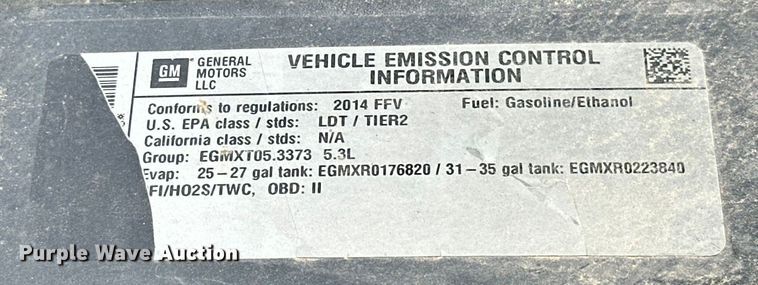 GM
GENERAL
MOTORS
LLC
VEHICLE EMISSION CONTROL
INFORMATION
Conforms to regulations: 2014 FFV Fuel: Gasoline/Ethanol
U.S. EPA class / stds: LDT / TIER2
California class / stds: N/A
Group: EGMXT05.3373 5.3L
Evap: 25-27 gal tank: EGMXR0176820 / 31-35 gal tank: EGMXR0223840
FI/HO2S/TWC, OBD: II
Purple Wave Auction